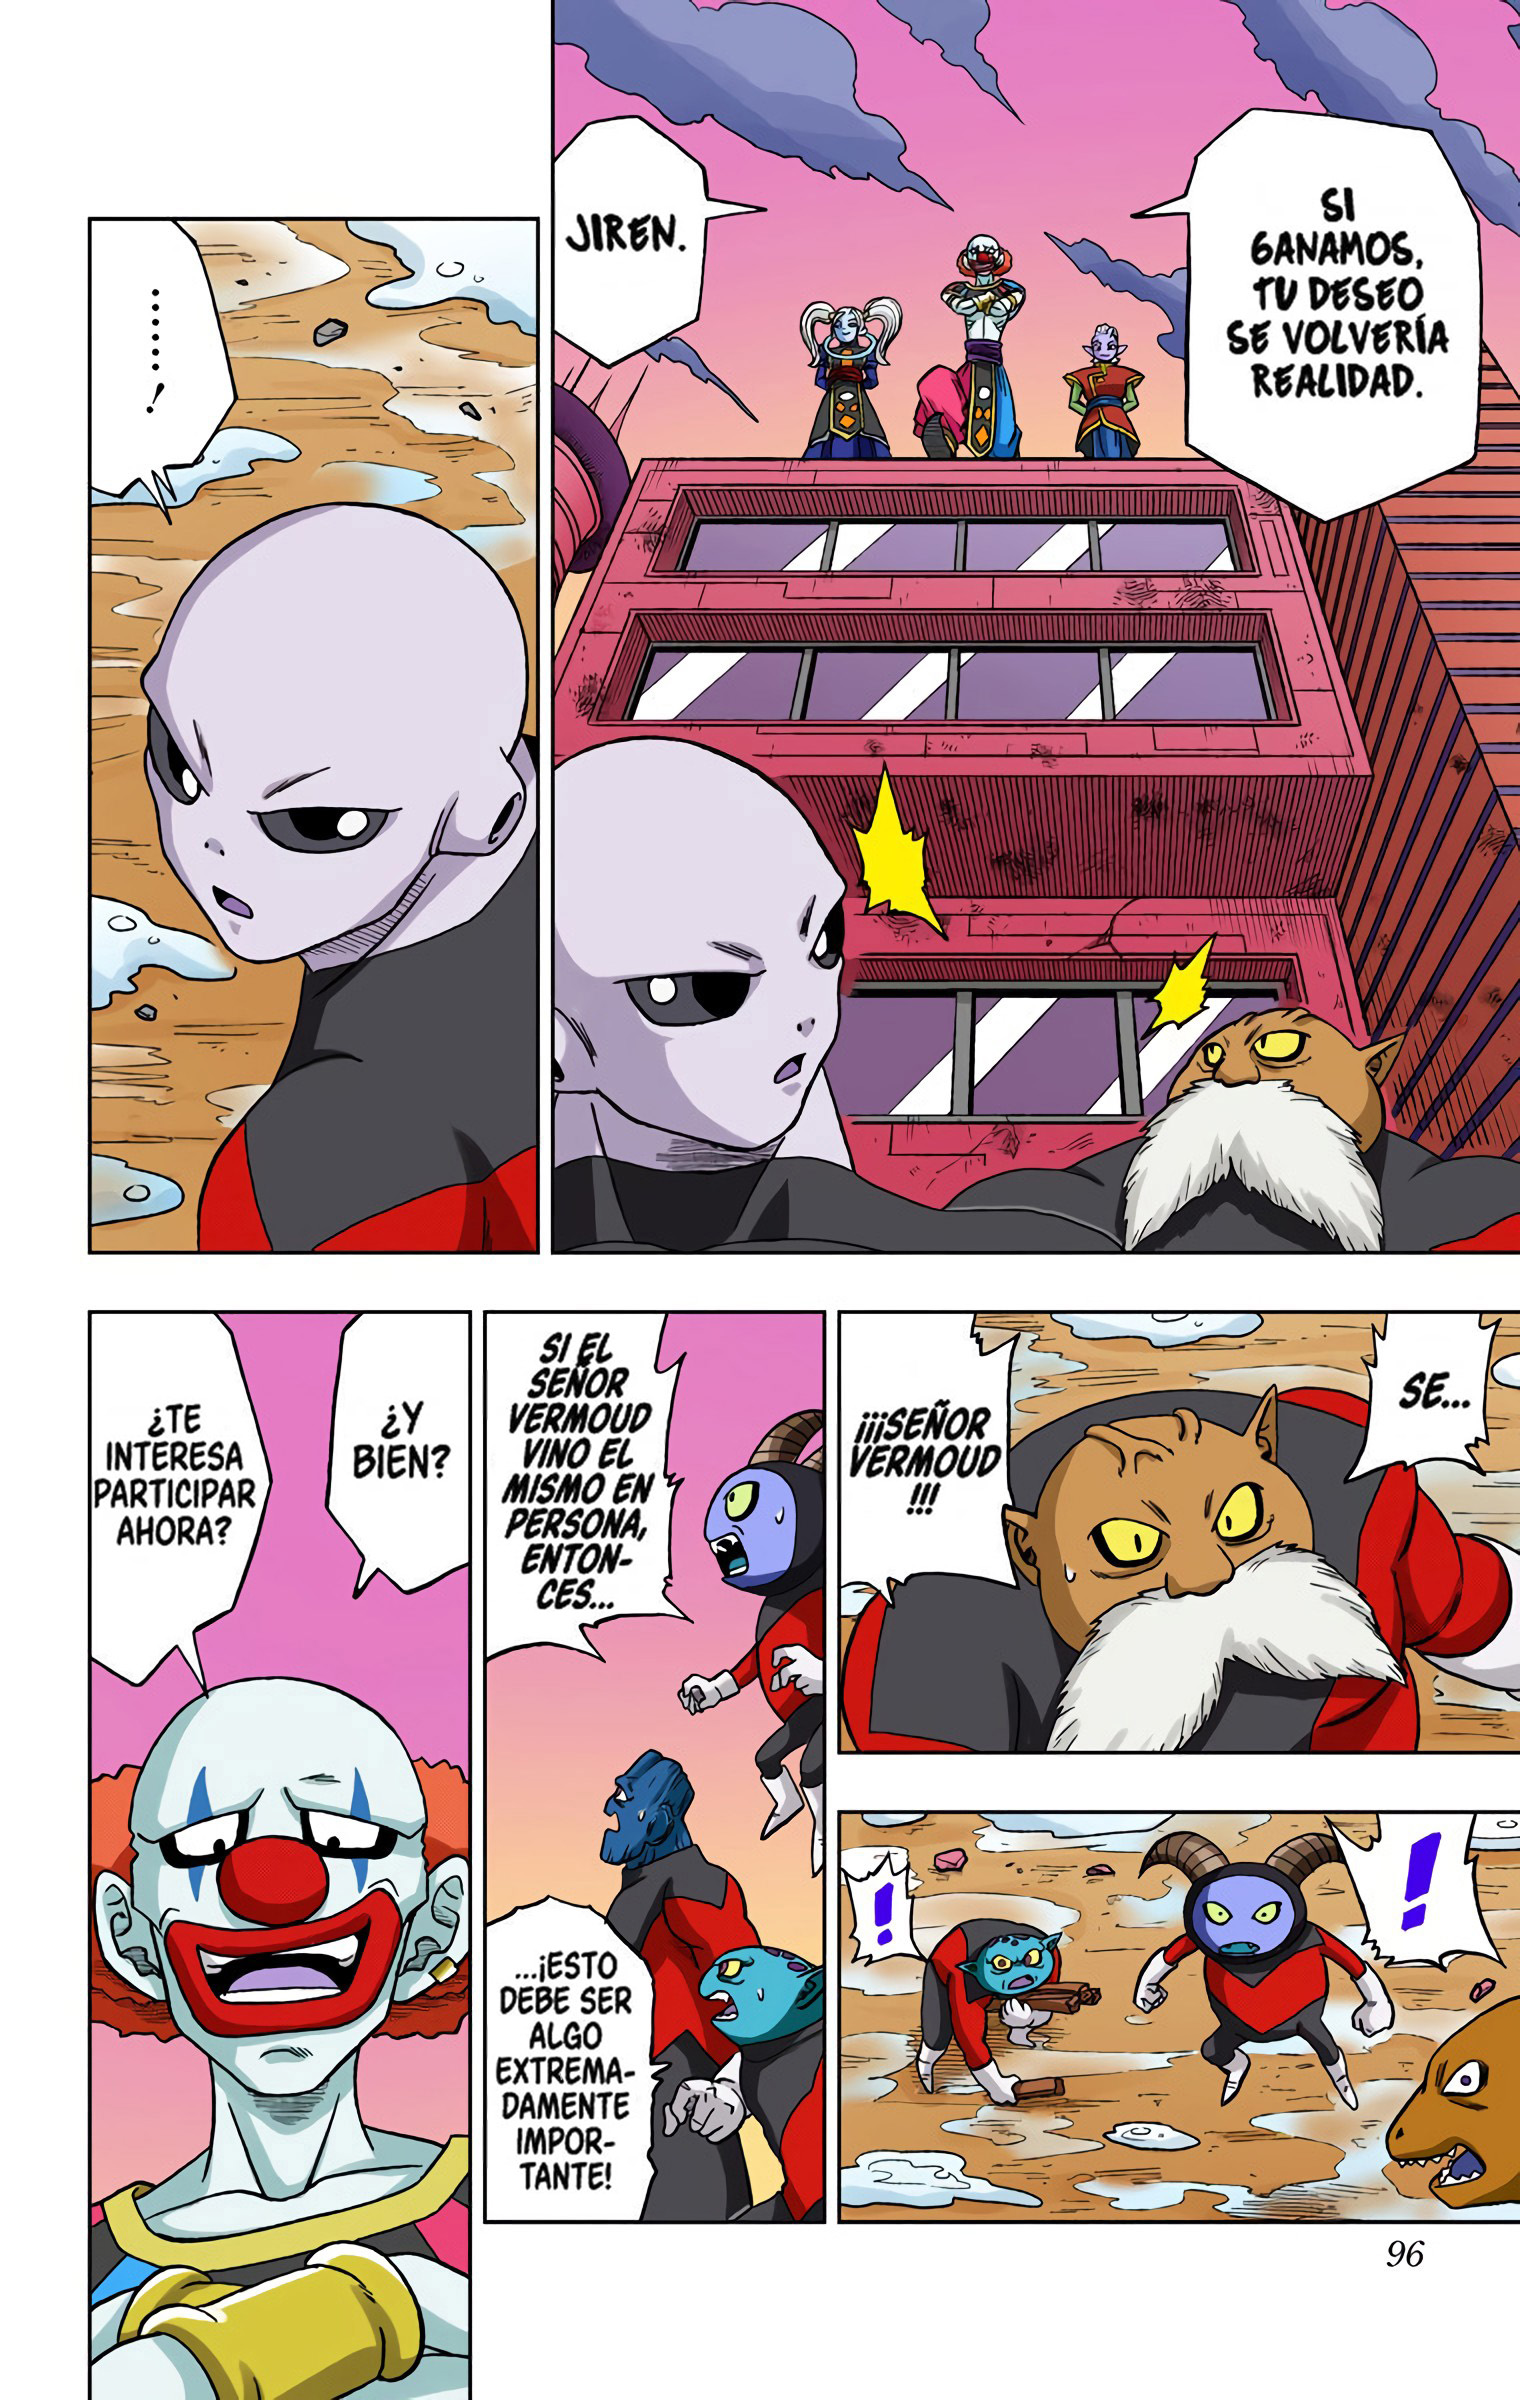 SI
GANAMOS,
TU DESEO
SE VOLVERÍA
REALIDAD.
JIREN.
......!
SE...
¡¡¡SEÑOR
VERMOUD
!!!
!
!
SI EL
SEÑOR
VERMOUD
VINO EL
MISMO EN
PERSONA,
ENTON-
CES...
...¡ESTO
DEBE SER
ALGO
EXTREMA-
DAMENTE
IMPOR-
TANTE!
¿Y
BIEN?
¿TE
INTERESA
PARTICIPAR
AHORA?
96